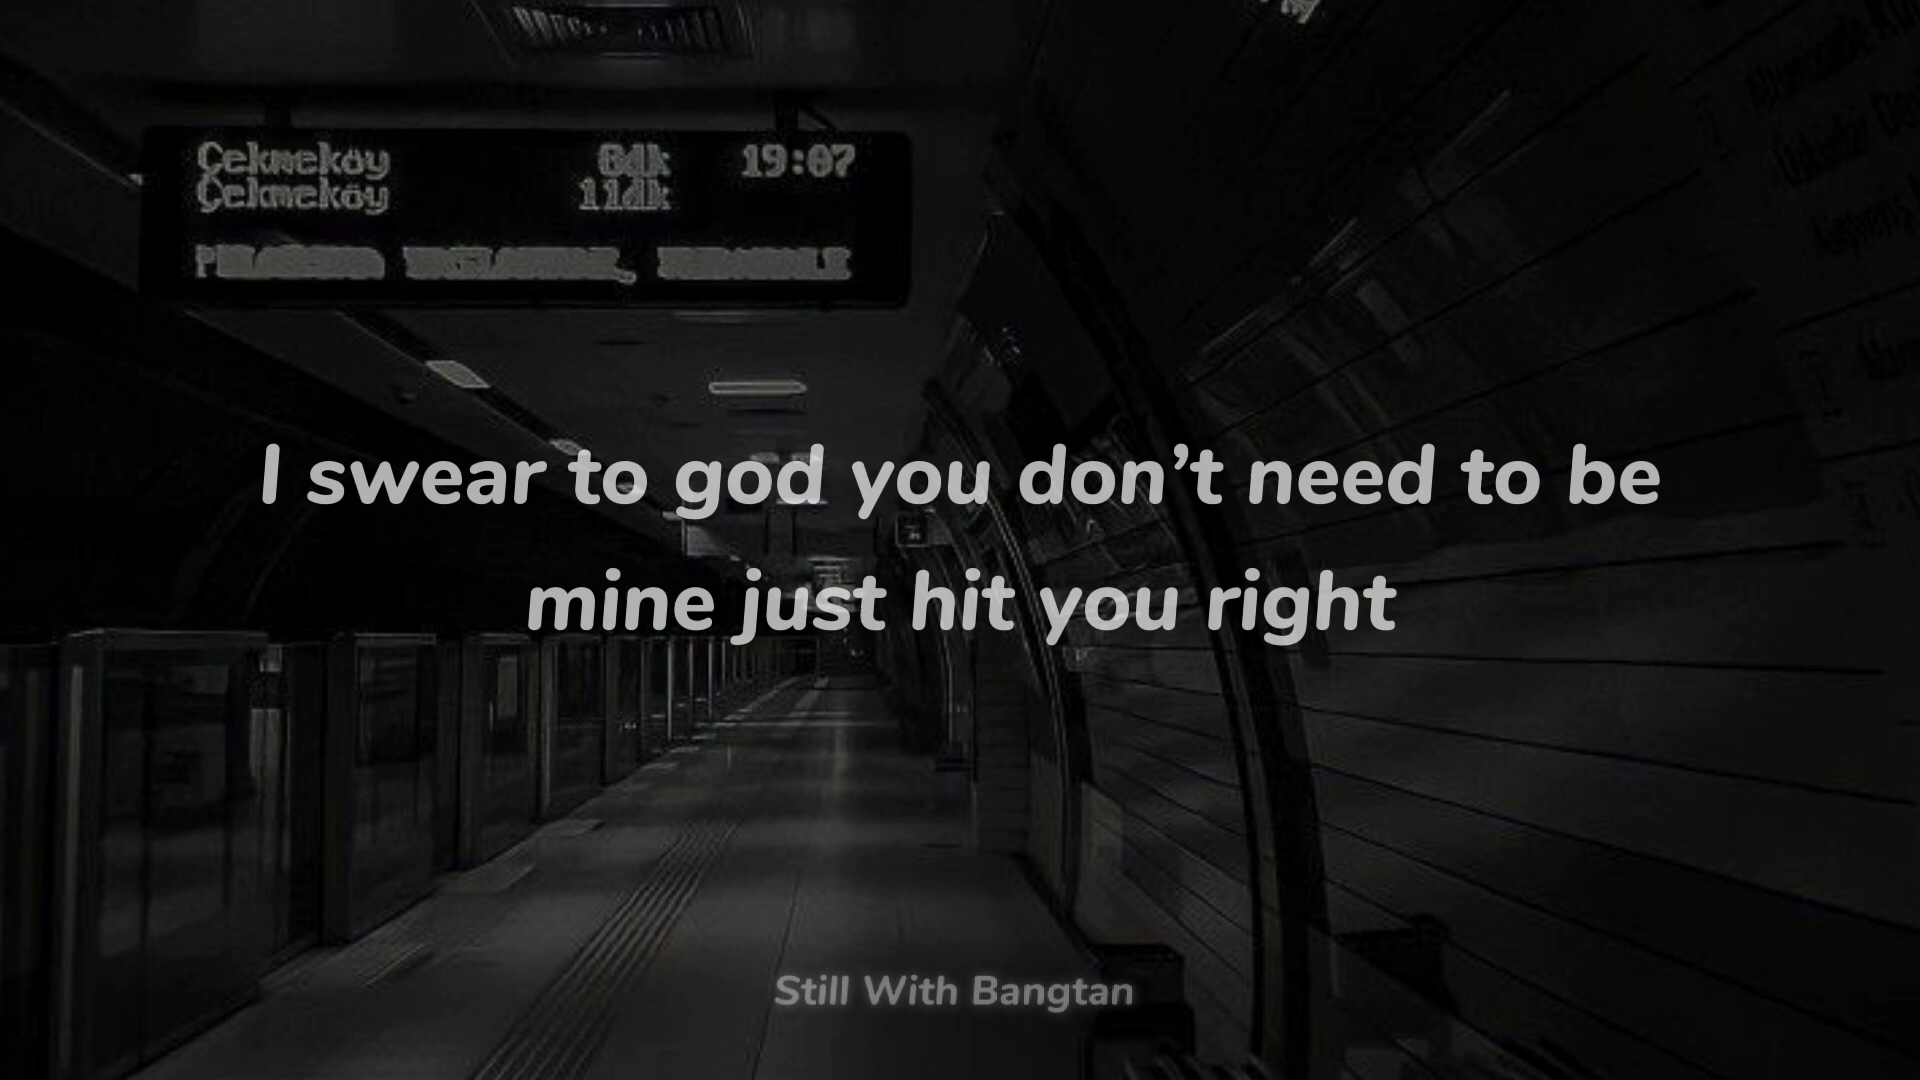 Çekmeköy 6dk 19:07
Çekmeköy 11dk
I swear to god you don’t need to be
mine just hit you right
Still With Bangtan